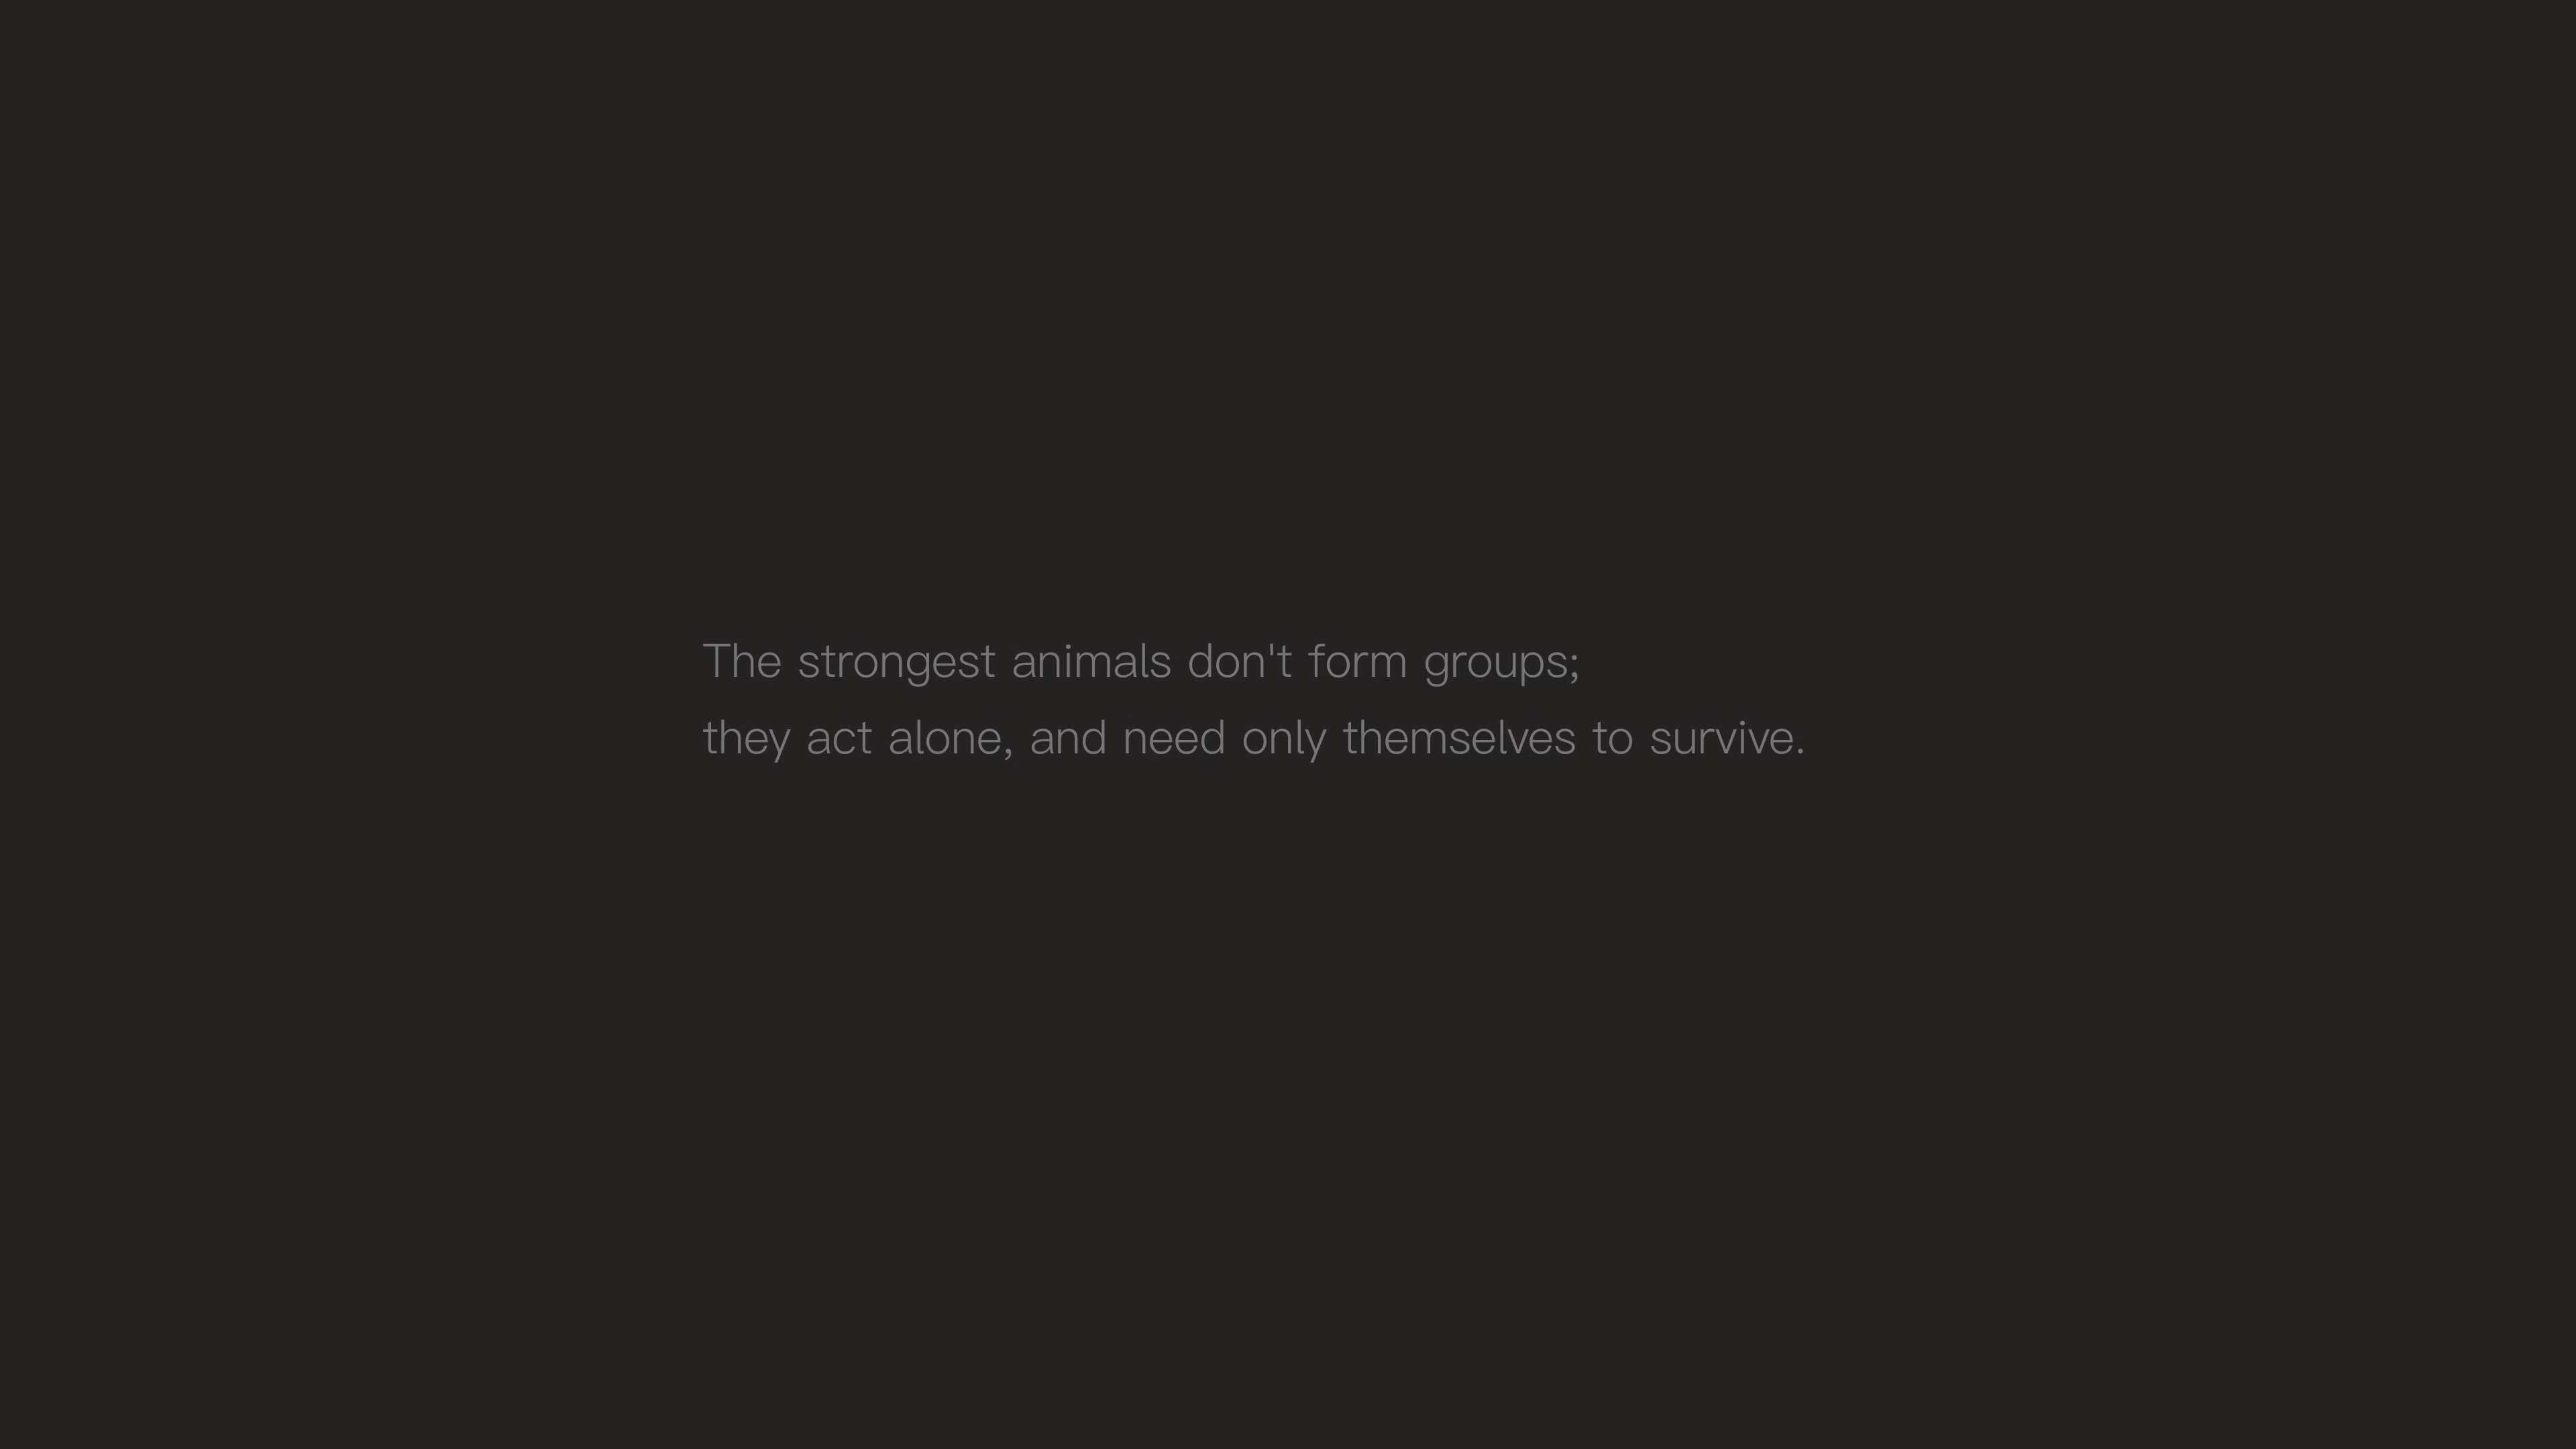 The strongest animals don't form groups;
they act alone, and need only themselves to survive.